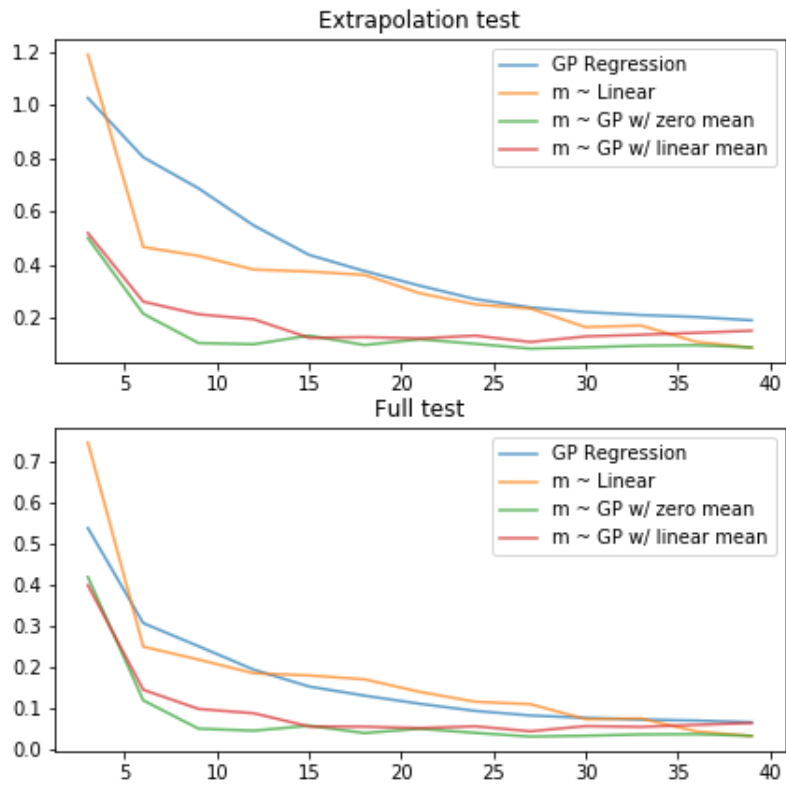 Extrapolation test
GP Regression
m ~ Linear
m ~ GP w/ zero mean
m ~ GP w/ linear mean
1.2
1.0
0.8
0.6
0.4
0.2
5 10 15 20 25 30 35 40
Full test
GP Regression
m ~ Linear
m ~ GP w/ zero mean
m ~ GP w/ linear mean
0.7
0.6
0.5
0.4
0.3
0.2
0.1
0.0
5 10 15 20 25 30 35 40